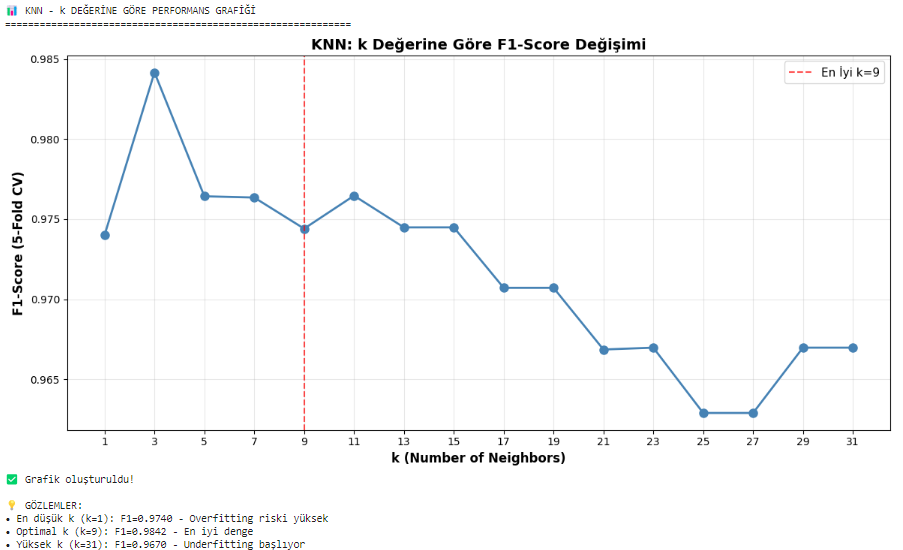 📊 KNN - k DEĞERİNE GÖRE PERFORMANS GRAFİĞİ
============================================================
KNN: k Değerine Göre F1-Score Değişimi
En İyi k=9
F1-Score (5-Fold CV)
0.985
0.980
0.975
0.970
0.965
1 3 5 7 9 11 13 15 17 19 21 23 25 27 29 31
k (Number of Neighbors)
✅ Grafik oluşturuldu!
💡 GÖZLEMLER:
• En düşük k (k=1): F1=0.9740 - Overfitting riski yüksek
• Optimal k (k=9): F1=0.9842 - En iyi denge
• Yüksek k (k=31): F1=0.9670 - Underfitting başlıyor